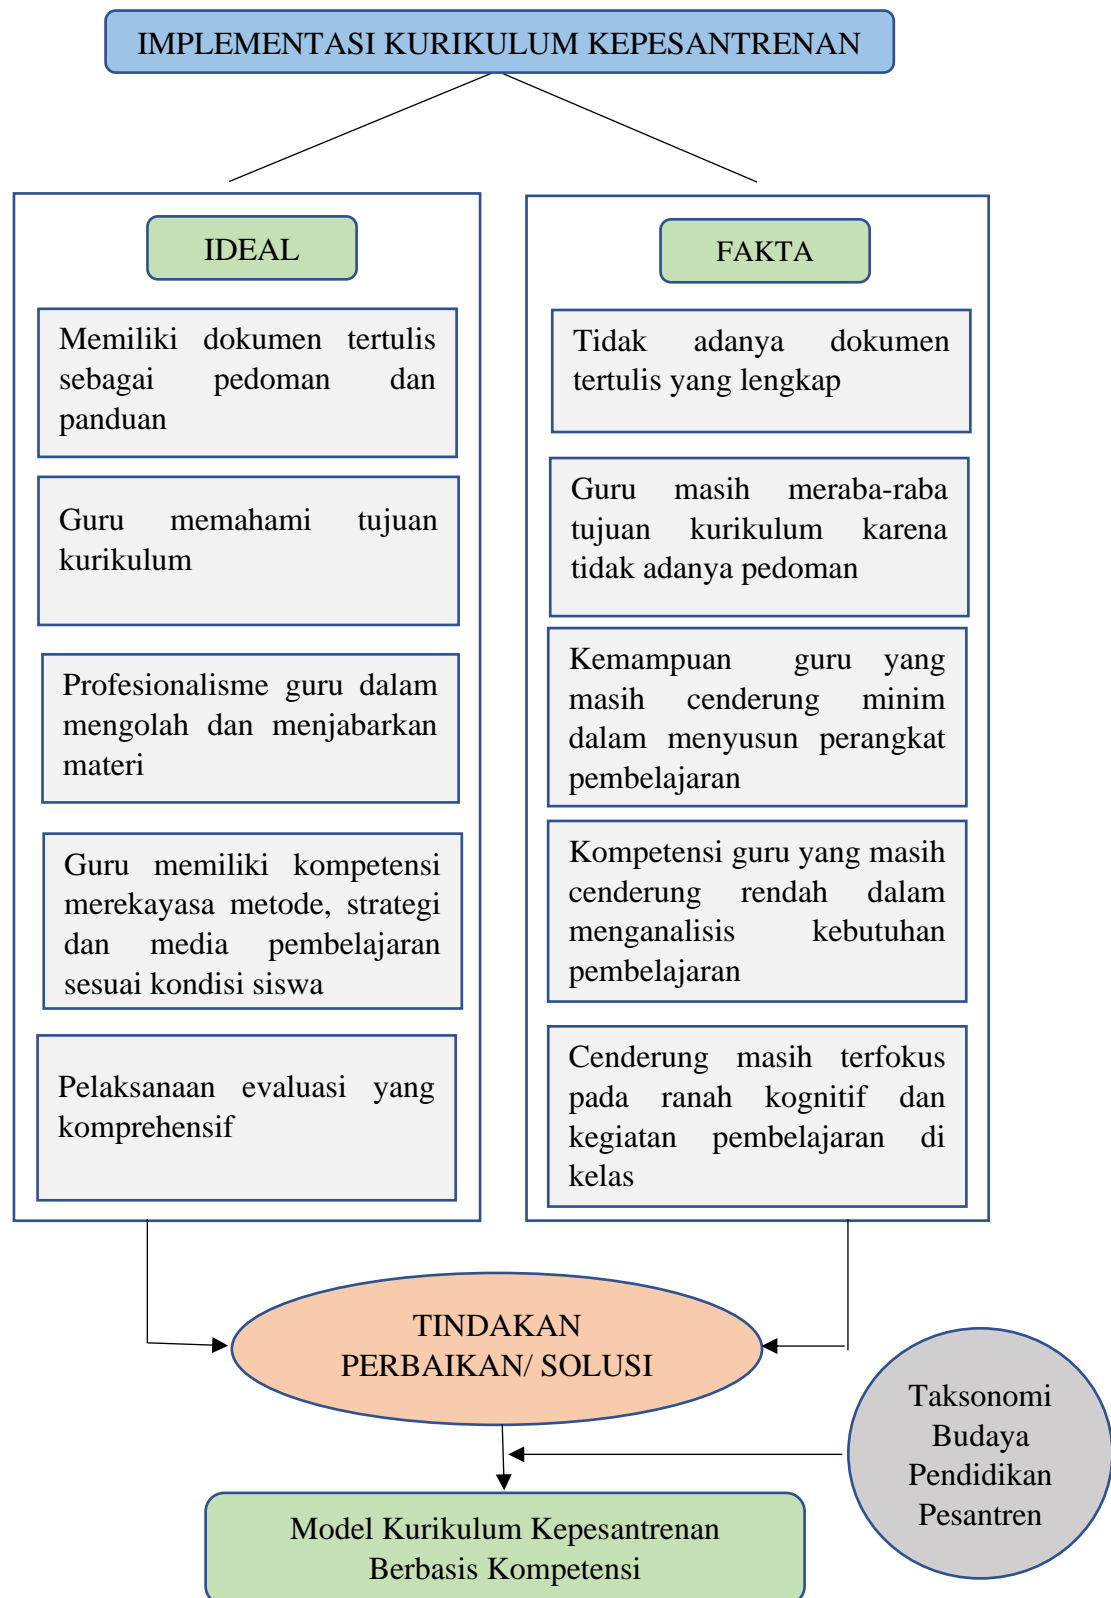 IMPLEMENTASI KURIKULUM KEPESANTRENAN
IDEAL
Memiliki dokumen tertulis
sebagai pedoman dan
panduan
Guru memahami tujuan
kurikulum
Profesionalisme guru dalam
mengolah dan menjabarkan
materi
Guru memiliki kompetensi
merekayasa metode, strategi
dan media pembelajaran
sesuai kondisi siswa
Pelaksanaan evaluasi yang
komprehensif
FAKTA
Tidak adanya dokumen
tertulis yang lengkap
Guru masih meraba-raba
tujuan kurikulum karena
tidak adanya pedoman
Kemampuan guru yang
masih cenderung minim
dalam menyusun perangkat
pembelajaran
Kompetensi guru yang masih
cenderung rendah dalam
menganalisis kebutuhan
pembelajaran
Cenderung masih terfokus
pada ranah kognitif dan
kegiatan pembelajaran di
kelas
TINDAKAN
PERBAIKAN/ SOLUSI
Taksonomi
Budaya
Pendidikan
Pesantren
Model Kurikulum Kepesantrenan
Berbasis Kompetensi